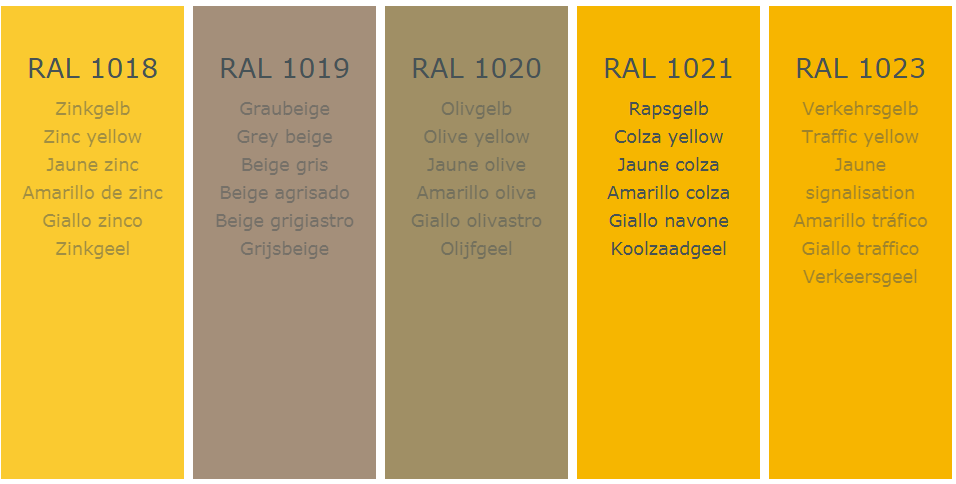 RAL 1018
Zinkgelb
Zinc yellow
Jaune zinc
Amarillo de zinc
Giallo zinco
Zinkgeel
RAL 1019
Graubeige
Grey beige
Beige gris
Beige agrisado
Beige grigiastro
Grijsbeige
RAL 1020
Olivgelb
Olive yellow
Jaune olive
Amarillo oliva
Giallo olivastro
Olijfgeel
RAL 1021
Rapsgelb
Colza yellow
Jaune colza
Amarillo colza
Giallo navone
Koolzaadgeel
RAL 1023
Verkehrsgelb
Traffic yellow
Jaune
signalisation
Amarillo tráfico
Giallo traffico
Verkeersgeel